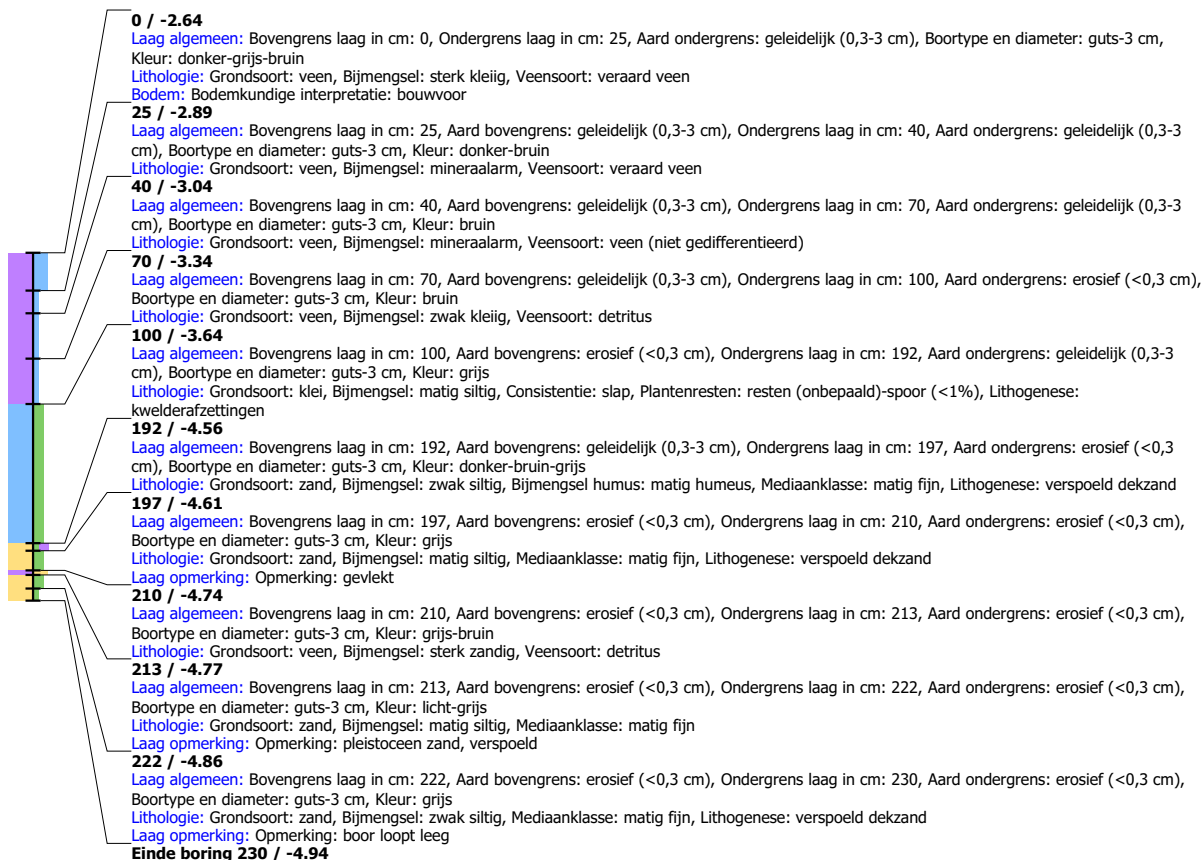 0 / -2.64
Laag algemeen: Bovengrens laag in cm: 0, Ondergrens laag in cm: 25, Aard ondergrens: geleidelijk (0,3-3 cm), Boortype en diameter: guts-3 cm,
Kleur: donker-grijs-bruin
Lithologie: Grondsoort: veen, Bijmengsel: sterk kleiig, Veensoort: veraard veen
Bodem: Bodemkundige interpretatie: bouwvoor
25 / -2.89
Laag algemeen: Bovengrens laag in cm: 25, Aard bovengrens: geleidelijk (0,3-3 cm), Ondergrens laag in cm: 40, Aard ondergrens: geleidelijk (0,3-3
cm), Boortype en diameter: guts-3 cm, Kleur: donker-bruin
Lithologie: Grondsoort: veen, Bijmengsel: mineraalarm, Veensoort: veraard veen
40 / -3.04
Laag algemeen: Bovengrens laag in cm: 40, Aard bovengrens: geleidelijk (0,3-3 cm), Ondergrens laag in cm: 70, Aard ondergrens: geleidelijk (0,3-3
cm), Boortype en diameter: guts-3 cm, Kleur: bruin
Lithologie: Grondsoort: veen, Bijmengsel: mineraalarm, Veensoort: veen (niet gedifferentieerd)
70 / -3.34
Laag algemeen: Bovengrens laag in cm: 70, Aard bovengrens: geleidelijk (0,3-3 cm), Ondergrens laag in cm: 100, Aard ondergrens: erosief (<0,3 cm),
Boortype en diameter: guts-3 cm, Kleur: bruin
Lithologie: Grondsoort: veen, Bijmengsel: zwak kleiig, Veensoort: detritus
100 / -3.64
Laag algemeen: Bovengrens laag in cm: 100, Aard bovengrens: erosief (<0,3 cm), Ondergrens laag in cm: 192, Aard ondergrens: geleidelijk (0,3-3
cm), Boortype en diameter: guts-3 cm, Kleur: grijs
Lithologie: Grondsoort: klei, Bijmengsel: matig siltig, Consistentie: slap, Plantenresten: resten (onbepaald)-spoor (<1%), Lithogenese:
kwelderafzettingen
192 / -4.56
Laag algemeen: Bovengrens laag in cm: 192, Aard bovengrens: geleidelijk (0,3-3 cm), Ondergrens laag in cm: 197, Aard ondergrens: erosief (<0,3
cm), Boortype en diameter: guts-3 cm, Kleur: donker-bruin-grijs
Lithologie: Grondsoort: zand, Bijmengsel: zwak siltig, Bijmengsel humus: matig humeus, Mediaanklasse: matig fijn, Lithogenese: verspoeld dekzand
197 / -4.61
Laag algemeen: Bovengrens laag in cm: 197, Aard bovengrens: erosief (<0,3 cm), Ondergrens laag in cm: 210, Aard ondergrens: erosief (<0,3 cm),
Boortype en diameter: guts-3 cm, Kleur: grijs
Lithologie: Grondsoort: zand, Bijmengsel: matig siltig, Mediaanklasse: matig fijn, Lithogenese: verspoeld dekzand
Laag opmerking: Opmerking: gevlekt
210 / -4.74
Laag algemeen: Bovengrens laag in cm: 210, Aard bovengrens: erosief (<0,3 cm), Ondergrens laag in cm: 213, Aard ondergrens: erosief (<0,3 cm),
Boortype en diameter: guts-3 cm, Kleur: grijs-bruin
Lithologie: Grondsoort: veen, Bijmengsel: sterk zandig, Veensoort: detritus
213 / -4.77
Laag algemeen: Bovengrens laag in cm: 213, Aard bovengrens: erosief (<0,3 cm), Ondergrens laag in cm: 222, Aard ondergrens: erosief (<0,3 cm),
Boortype en diameter: guts-3 cm, Kleur: licht-grijs
Lithologie: Grondsoort: zand, Bijmengsel: matig siltig, Mediaanklasse: matig fijn
Laag opmerking: Opmerking: pleistoceen zand, verspoeld
222 / -4.86
Laag algemeen: Bovengrens laag in cm: 222, Aard bovengrens: erosief (<0,3 cm), Ondergrens laag in cm: 230, Aard ondergrens: erosief (<0,3 cm),
Boortype en diameter: guts-3 cm, Kleur: grijs
Lithologie: Grondsoort: zand, Bijmengsel: zwak siltig, Mediaanklasse: matig fijn, Lithogenese: verspoeld dekzand
Laag opmerking: Opmerking: boor loopt leeg
Einde boring 230 / -4.94